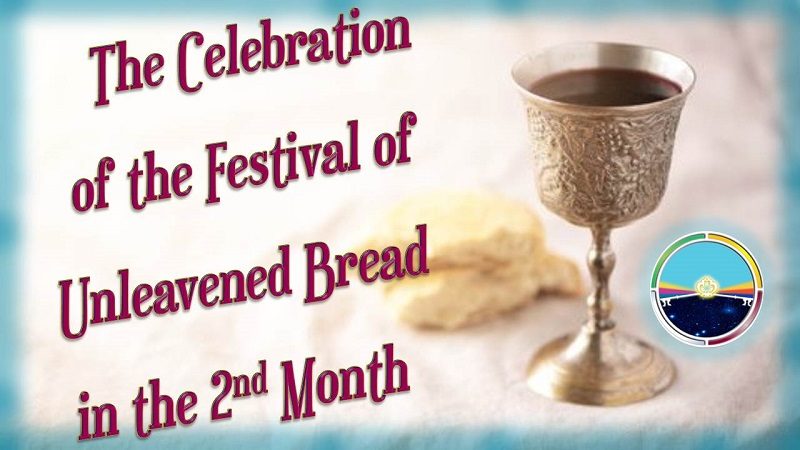 The Celebration
of the Festival of
Unleavened Bread
in the 2nd Month